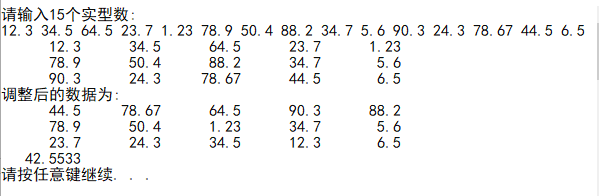 请输入15个实型数:
12.3 34.5 64.5 23.7 1.23 78.9 50.4 88.2 34.7 5.6 90.3 24.3 78.67 44.5 6.5
12.3 34.5 64.5 23.7 1.23
78.9 50.4 88.2 34.7 5.6
90.3 24.3 78.67 44.5 6.5
调整后的数据为:
44.5 78.67 64.5 90.3 88.2
78.9 50.4 1.23 34.7 5.6
23.7 24.3 34.5 12.3 6.5
42.5533
请按任意键继续. . .